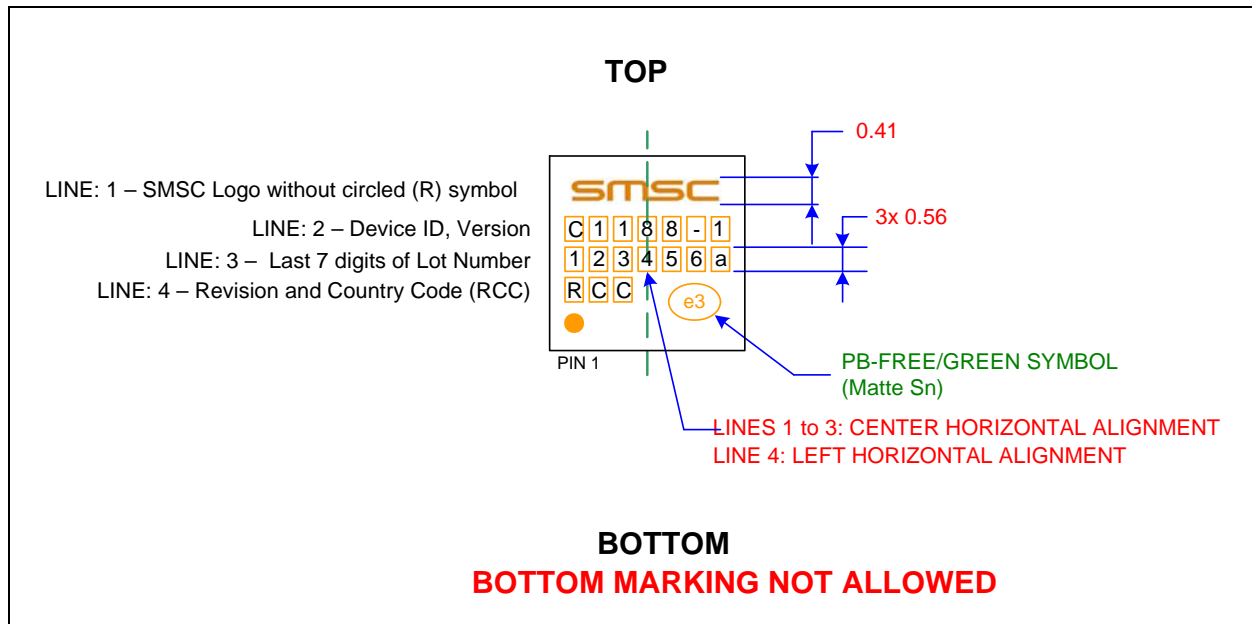 TOP
0.41
LINE: 1 – SMSC Logo without circled (R) symbol
smsc
3x 0.56
LINE: 2 – Device ID, Version
C1188-1
LINE: 3 – Last 7 digits of Lot Number
123456a
LINE: 4 – Revision and Country Code (RCC)
RCC
e3
PIN 1
PB-FREE/GREEN SYMBOL
(Matte Sn)
LINES 1 to 3: CENTER HORIZONTAL ALIGNMENT
LINE 4: LEFT HORIZONTAL ALIGNMENT
BOTTOM
BOTTOM MARKING NOT ALLOWED